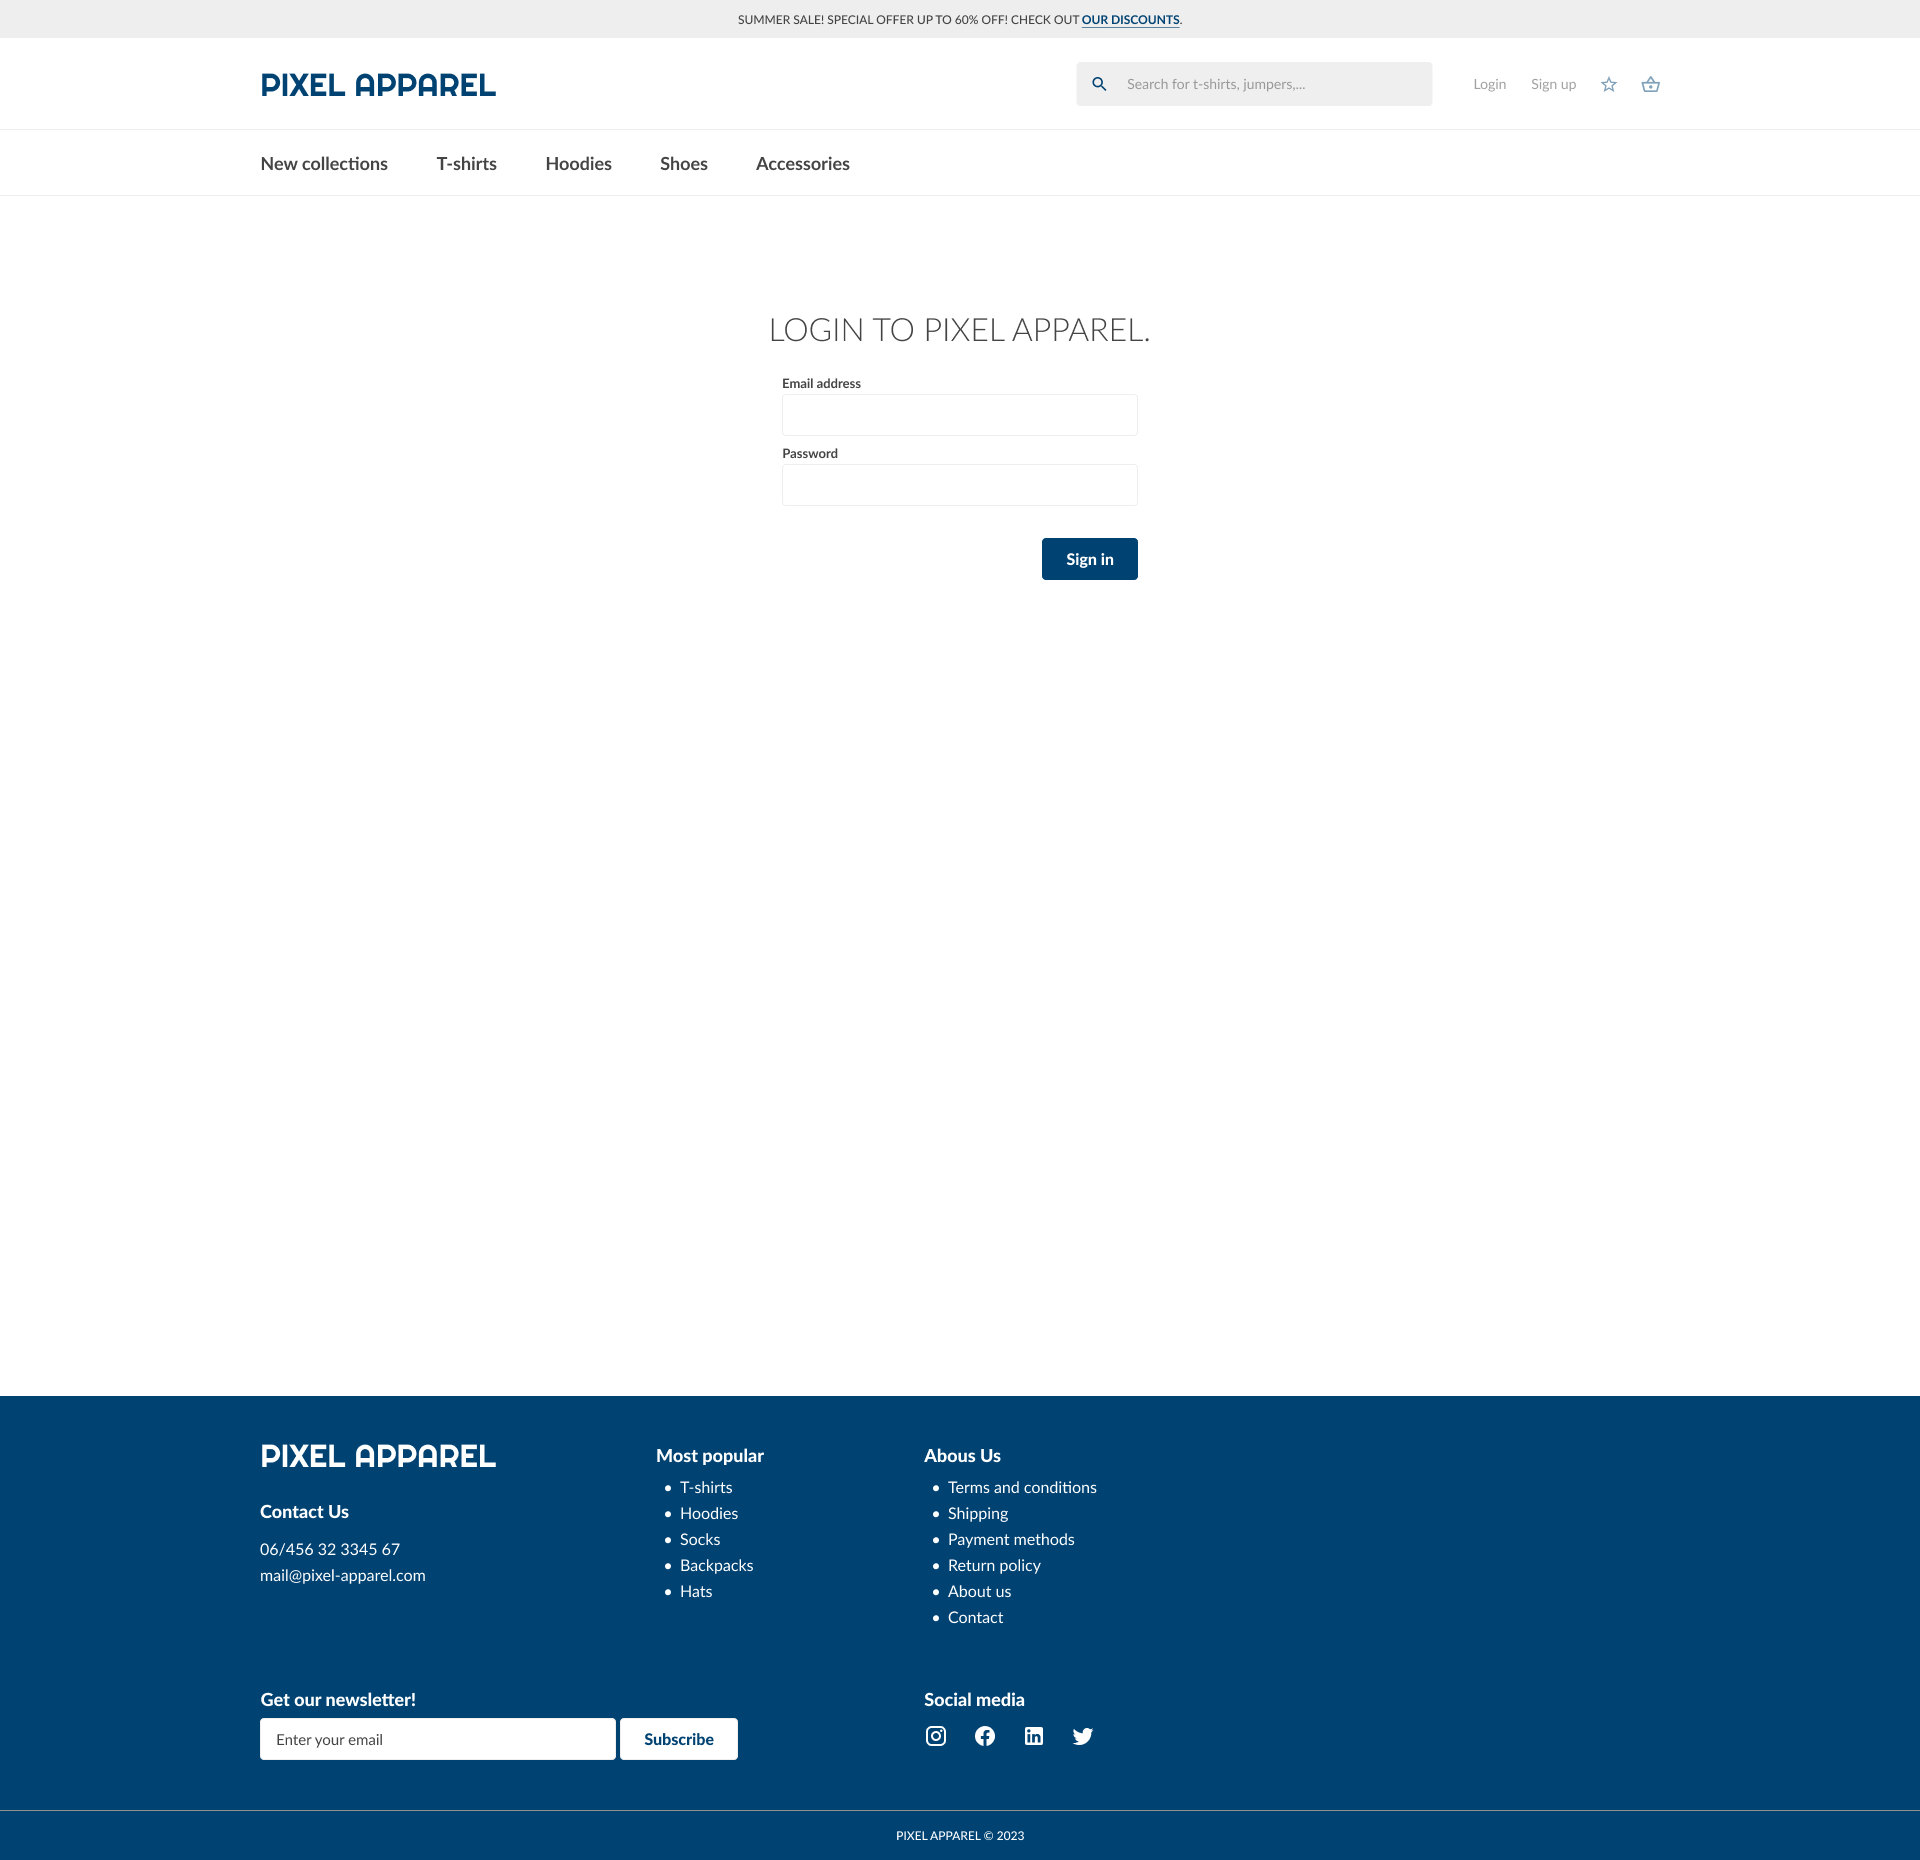 SUMMER SALE! SPECIAL OFFER UP TO 60% OFF! CHECK OUT OUR DISCOUNTS.
PIXEL APPAREL
Search for t-shirts, jumpers,...
Login
Sign up
New collections
T-shirts
Hoodies
Shoes
Accessories
LOGIN TO PIXEL APPAREL.
Email address
Password
Sign in
PIXEL APPAREL
Contact Us
06/456 32 3345 67
mail@pixel-apparel.com
Most popular
T-shirts
Hoodies
Socks
Backpacks
Hats
Abous Us
Terms and conditions
Shipping
Payment methods
Return policy
About us
Contact
Get our newsletter!
Enter your email
Subscribe
Social media
PIXEL APPAREL © 2023